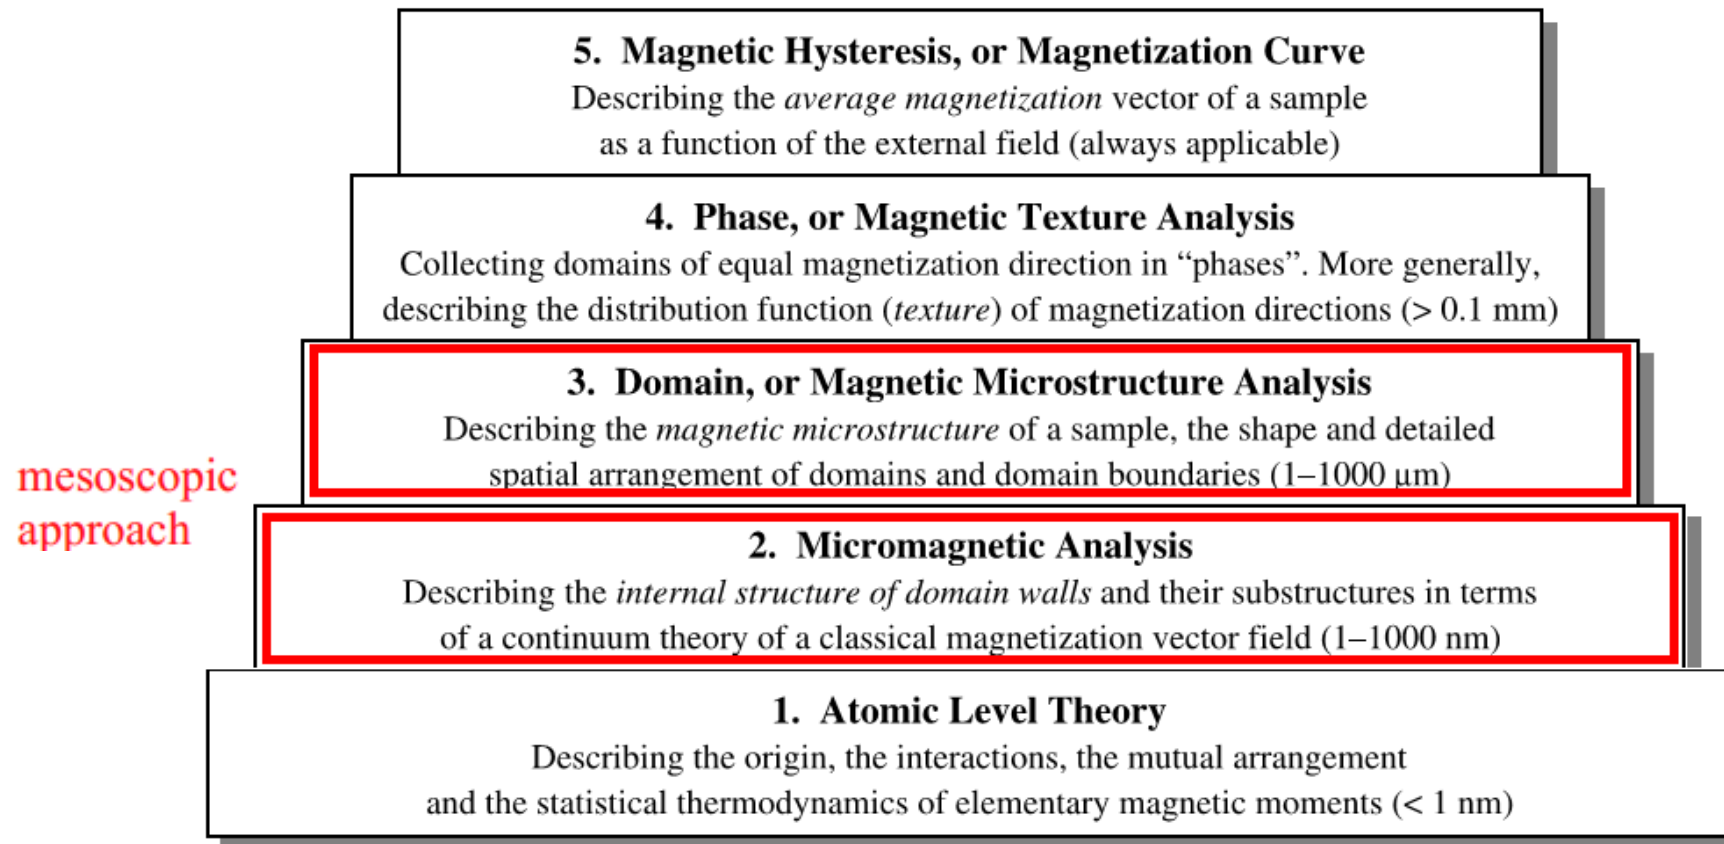 5. Magnetic Hysteresis, or Magnetization Curve
Describing the average magnetization vector of a sample
as a function of the external field (always applicable)
4. Phase, or Magnetic Texture Analysis
Collecting domains of equal magnetization direction in “phases”. More generally,
describing the distribution function (texture) of magnetization directions (> 0.1 mm)
3. Domain, or Magnetic Microstructure Analysis
Describing the magnetic microstructure of a sample, the shape and detailed
spatial arrangement of domains and domain boundaries (1–1000 µm)
mesoscopic
approach
2. Micromagnetic Analysis
Describing the internal structure of domain walls and their substructures in terms
of a continuum theory of a classical magnetization vector field (1–1000 nm)
1. Atomic Level Theory
Describing the origin, the interactions, the mutual arrangement
and the statistical thermodynamics of elementary magnetic moments (< 1 nm)